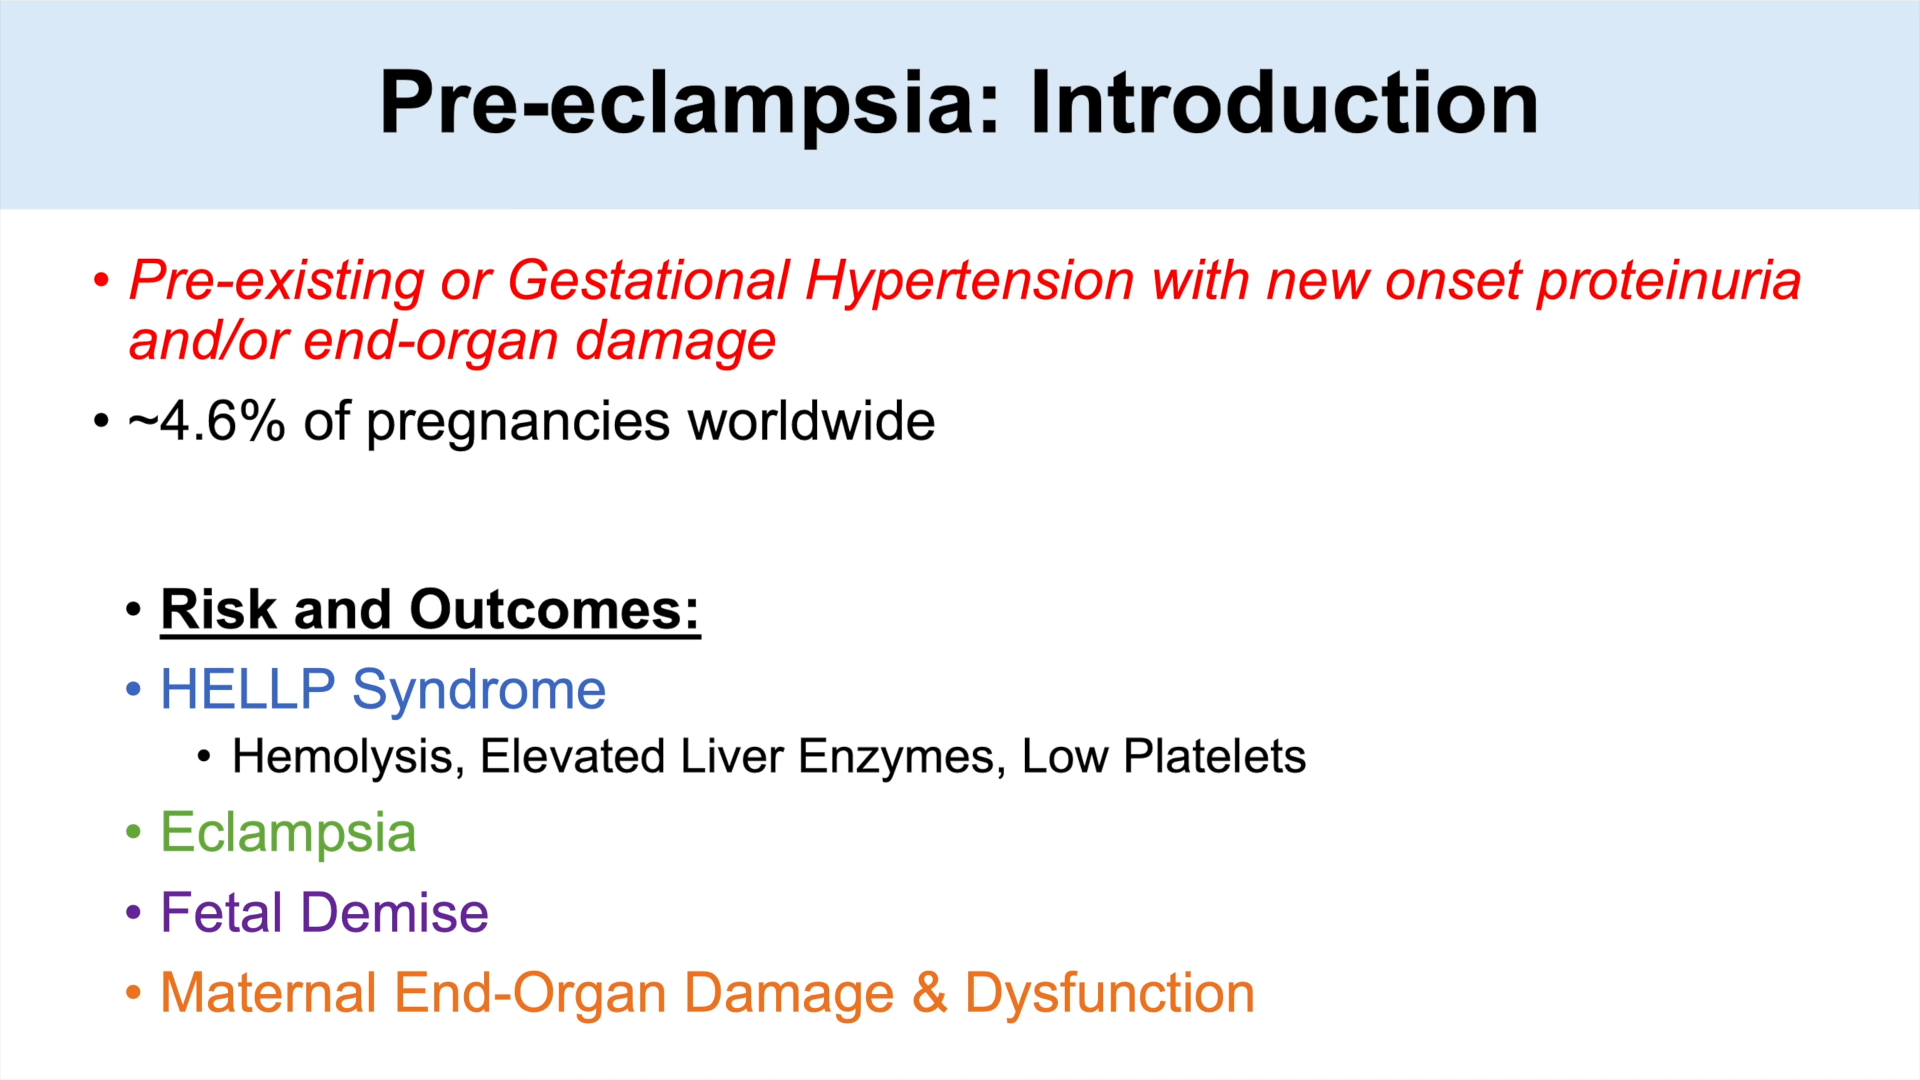 Pre-eclampsia: Introduction
• Pre-existing or Gestational Hypertension with new onset proteinuria
and/or end-organ damage
• ~4.6% of pregnancies worldwide
• Risk and Outcomes:
• HELLP Syndrome
• Hemolysis, Elevated Liver Enzymes, Low Platelets
• Eclampsia
• Fetal Demise
• Maternal End-Organ Damage & Dysfunction